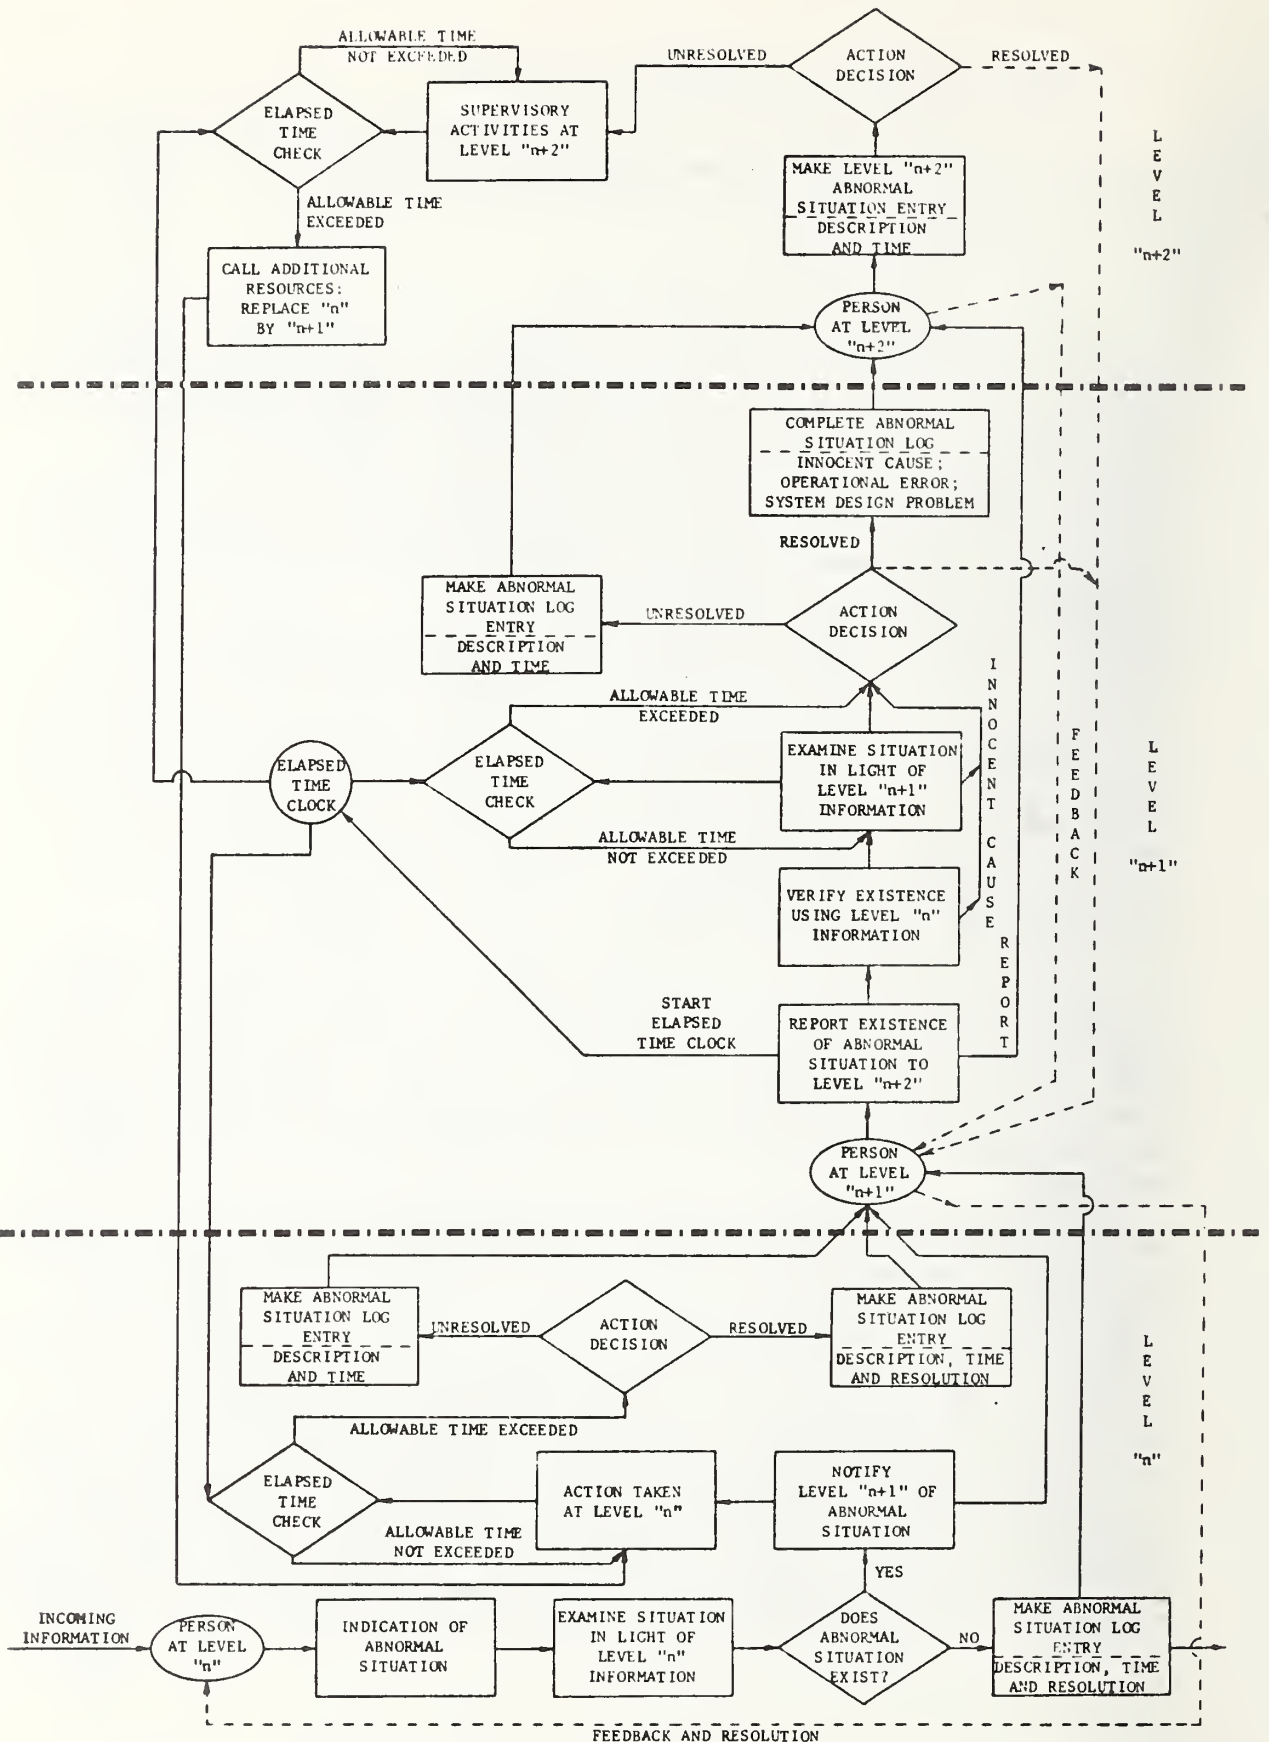 ALLOWABLE TIME
NOT EXCEEDED
ELAPSED
TIME
CHECK
SUPERVISORY
ACTIVITIES AT
LEVEL "n+2"
UNRESOLVED
ACTION
DECISION
RESOLVED
ALLOWABLE TIME
EXCEEDED
CALL ADDITIONAL
RESOURCES:
REPLACE "n"
BY "n+1"
MAKE LEVEL "n+2"
ABNORMAL
SITUATION ENTRY
DESCRIPTION
AND TIME
PERSON
AT LEVEL
"n+2"
LEVEL
"n+2"
COMPLETE ABNORMAL
SITUATION LOG
INNOCENT CAUSE;
OPERATIONAL ERROR;
SYSTEM DESIGN PROBLEM
RESOLVED
MAKE ABNORMAL
SITUATION LOG
ENTRY
DESCRIPTION
AND TIME
UNRESOLVED
ACTION
DECISION
ALLOWABLE TIME
EXCEEDED
ELAPSED
TIME
CLOCK
ELAPSED
TIME
CHECK
EXAMINE SITUATION
IN LIGHT OF
LEVEL "n+1"
INFORMATION
ALLOWABLE TIME
NOT EXCEEDED
INNOCENT CAUSE
REPORT
FEEDBACK
LEVEL
"n+1"
VERIFY EXISTENCE
USING LEVEL "n"
INFORMATION
START
ELAPSED
TIME CLOCK
REPORT EXISTENCE
OF ABNORMAL
SITUATION TO
LEVEL "n+2"
PERSON
AT LEVEL
"n+1"
MAKE ABNORMAL
SITUATION LOG
ENTRY
DESCRIPTION
AND TIME
UNRESOLVED
ACTION
DECISION
RESOLVED
MAKE ABNORMAL
SITUATION LOG
ENTRY
DESCRIPTION, TIME
AND RESOLUTION
LEVEL
"n"
ALLOWABLE TIME EXCEEDED
ELAPSED
TIME
CHECK
ALLOWABLE TIME
NOT EXCEEDED
ACTION TAKEN
AT LEVEL "n"
NOTIFY
LEVEL "n+1" OF
ABNORMAL
SITUATION
YES
INCOMING
INFORMATION
PERSON
AT LEVEL
"n"
INDICATION OF
ABNORMAL
SITUATION
EXAMINE SITUATION
IN LIGHT OF
LEVEL "n"
INFORMATION
DOES
ABNORMAL
SITUATION
EXIST?
NO
MAKE ABNORMAL
SITUATION LOG
ENTRY
DESCRIPTION, TIME
AND RESOLUTION
FEEDBACK AND RESOLUTION